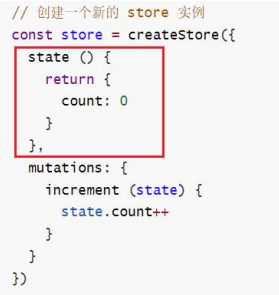 // 创建一个新的 store 实例
const store = createStore({
  state () {
    return {
      count: 0
    }
  },
  mutations: {
    increment (state) {
      state.count++
    }
  }
})